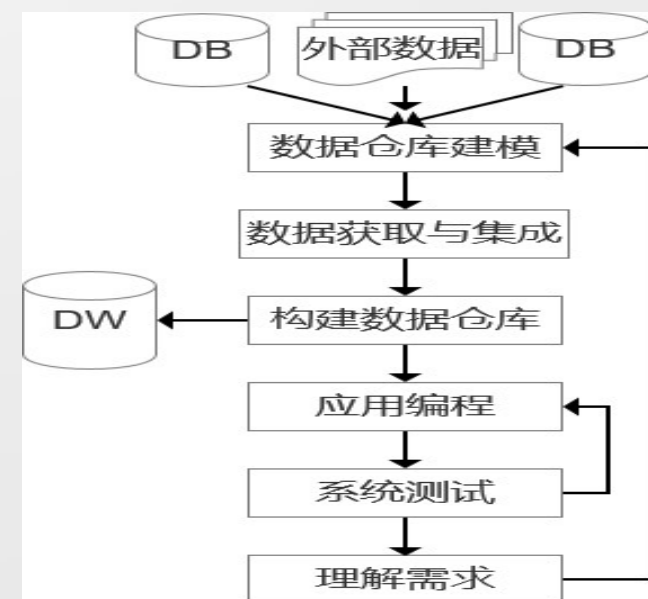 DB
外部数据
DB
数据仓库建模
数据获取与集成
DW
构建数据仓库
应用编程
系统测试
理解需求